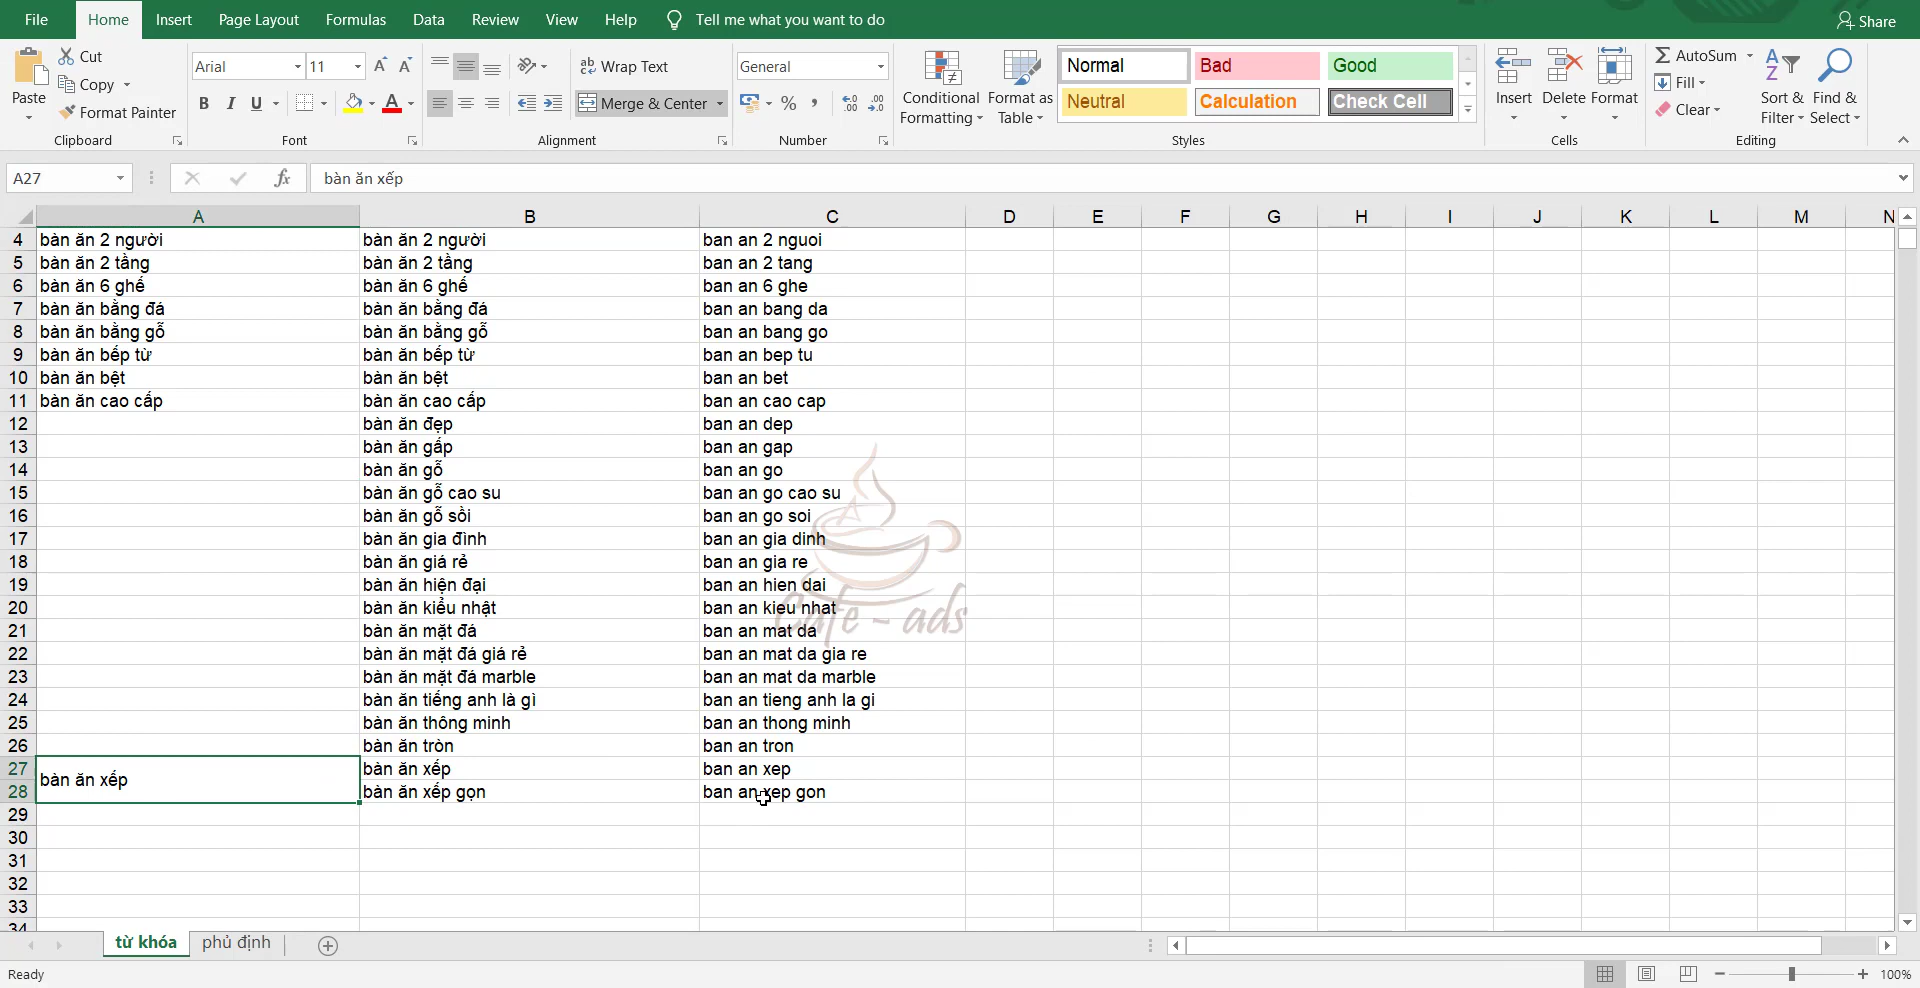 File Home Insert Page Layout Formulas Data Review View Help Tell me what you want to do Share
Paste Cut Copy Format Painter Clipboard
Arial 11 B I U Font
Wrap Text Merge & Center Alignment
General % Number
Conditional Formatting Format as Table
Normal Bad Good
Neutral Calculation Check Cell
Styles
Insert Delete Format Cells
AutoSum Fill Clear Sort & Filter Find & Select Editing
A27 fx bàn ăn xếp
A B C D E F G H I J K L M N
4 bàn ăn 2 người bàn ăn 2 người ban an 2 nguoi
5 bàn ăn 2 tầng bàn ăn 2 tầng ban an 2 tang
6 bàn ăn 6 ghế bàn ăn 6 ghế ban an 6 ghe
7 bàn ăn bằng đá bàn ăn bằng đá ban an bang da
8 bàn ăn bằng gỗ bàn ăn bằng gỗ ban an bang go
9 bàn ăn bếp từ bàn ăn bếp từ ban an bep tu
10 bàn ăn bệt bàn ăn bệt ban an bet
11 bàn ăn cao cấp bàn ăn cao cấp ban an cao cap
12 bàn ăn đẹp ban an dep
13 bàn ăn gấp ban an gap
14 bàn ăn gỗ ban an go
15 bàn ăn gỗ cao su ban an go cao su
16 bàn ăn gỗ sồi ban an go soi
17 bàn ăn gia đình ban an gia dinh
18 bàn ăn giá rẻ ban an gia re
19 bàn ăn hiện đại ban an hien dai
20 bàn ăn kiểu nhật ban an kieu nhat
21 bàn ăn mặt đá ban an mat da
22 bàn ăn mặt đá giá rẻ ban an mat da gia re
23 bàn ăn mặt đá marble ban an mat da marble
24 bàn ăn tiếng anh là gì ban an tieng anh la gi
25 bàn ăn thông minh ban an thong minh
26 bàn ăn tròn ban an tron
27 bàn ăn xếp bàn ăn xếp ban an xep
28 bàn ăn xếp gọn ban an xep gon
29
30
31
32
33
34
Cafe - ads
từ khóa phủ định
Ready 100%